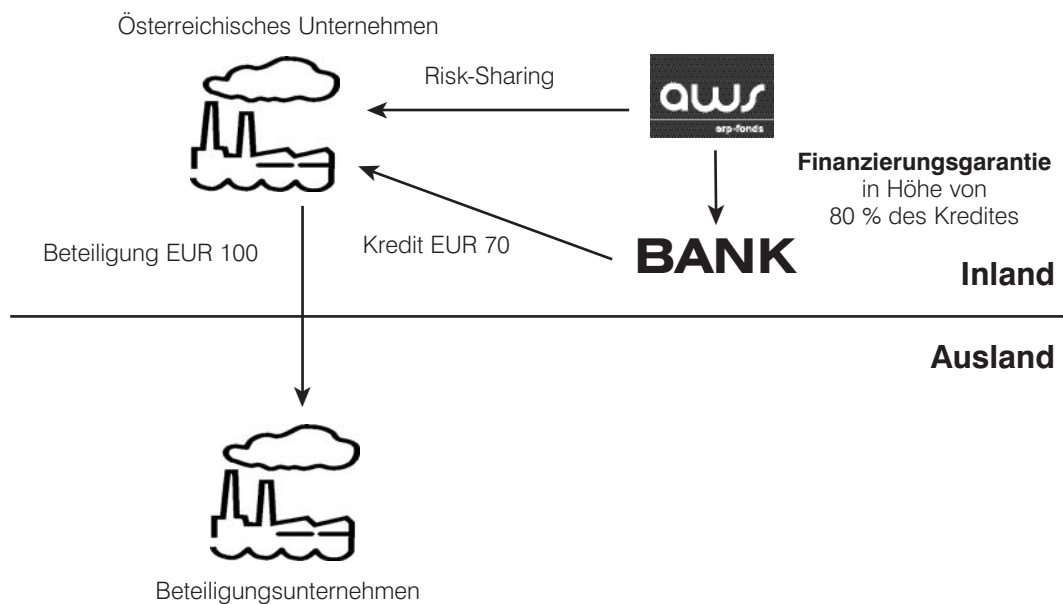 Österreichisches Unternehmen
Risk-Sharing
aws
erp-fonds
Finanzierungsgarantie
in Höhe von
80 % des Kredites
Beteiligung EUR 100
Kredit EUR 70
BANK
Inland
Ausland
Beteiligungsunternehmen